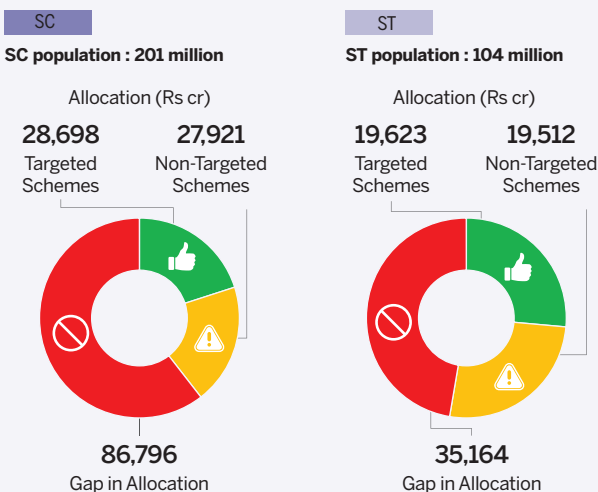 SC
SC population : 201 million
Allocation (Rs cr)
28,698
Targeted
Schemes
27,921
Non-Targeted
Schemes
86,796
Gap in Allocation
ST
ST population : 104 million
Allocation (Rs cr)
19,623
Targeted
Schemes
19,512
Non-Targeted
Schemes
35,164
Gap in Allocation